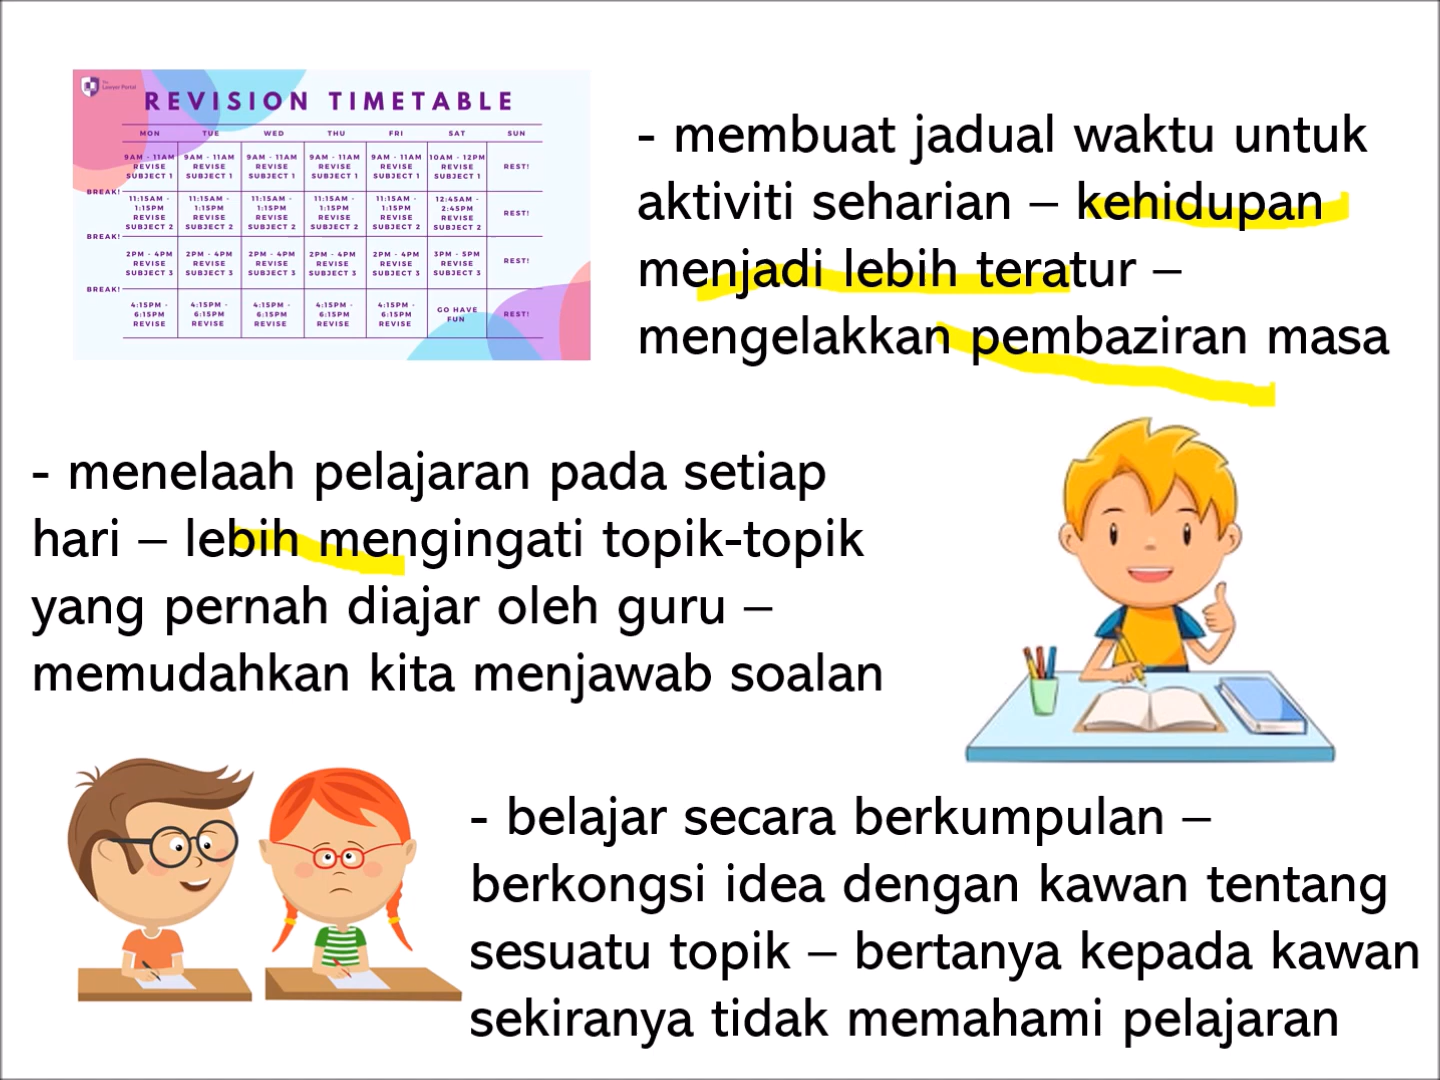 The
Lawyer Portal
REVISION TIMETABLE
MON TUE WED THU FRI SAT SUN
9AM - 11AM 9AM - 11AM 9AM - 11AM 9AM - 11AM 9AM - 11AM 10AM - 12PM
REVISE REVISE REVISE REVISE REVISE REVISE REST!
SUBJECT 1 SUBJECT 1 SUBJECT 1 SUBJECT 1 SUBJECT 1 SUBJECT 1
BREAK!
11:15AM - 11:15AM - 11:15AM - 11:15AM - 11:15AM - 12:45AM -
1:15PM 1:15PM 1:15PM 1:15PM 1:15PM 2:45PM
REVISE REVISE REVISE REVISE REVISE REVISE REST!
SUBJECT 2 SUBJECT 2 SUBJECT 2 SUBJECT 2 SUBJECT 2 SUBJECT 2
BREAK!
2PM - 4PM 2PM - 4PM 2PM - 4PM 2PM - 4PM 2PM - 4PM 3PM - 5PM
REVISE REVISE REVISE REVISE REVISE REVISE REST!
SUBJECT 3 SUBJECT 3 SUBJECT 3 SUBJECT 3 SUBJECT 3 SUBJECT 3
BREAK!
4:15PM - 4:15PM - 4:15PM - 4:15PM - 4:15PM - GO HAVE
6:15PM 6:15PM 6:15PM 6:15PM 6:15PM FUN REST!
REVISE REVISE REVISE REVISE REVISE
- membuat jadual waktu untuk
aktiviti seharian – kehidupan
menjadi lebih teratur –
mengelakkan pembaziran masa
- menelaah pelajaran pada setiap
hari – lebih mengingati topik-topik
yang pernah diajar oleh guru –
memudahkan kita menjawab soalan
- belajar secara berkumpulan –
berkongsi idea dengan kawan tentang
sesuatu topik – bertanya kepada kawan
sekiranya tidak memahami pelajaran